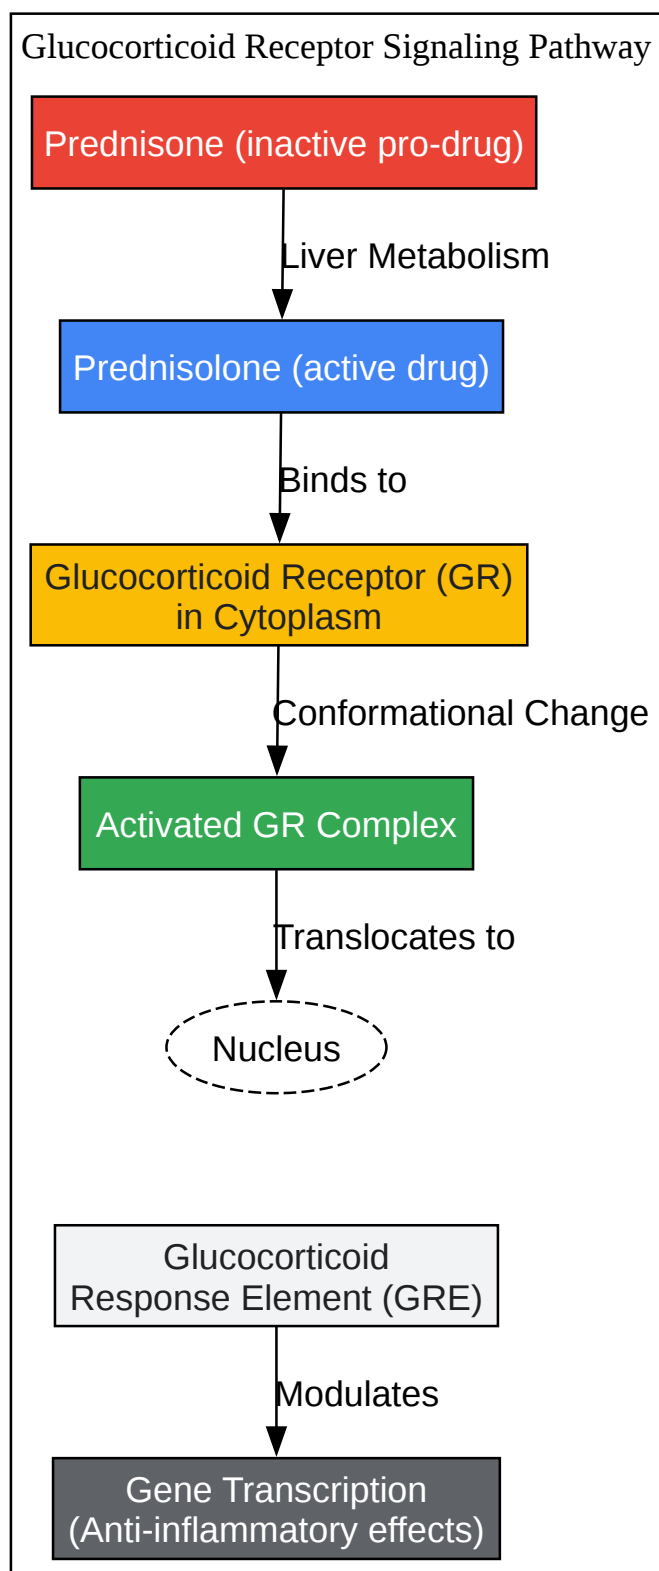 Glucocorticoid Receptor Signaling Pathway
Prednisone (inactive pro-drug)
Liver Metabolism
Prednisolone (active drug)
Binds to
Glucocorticoid Receptor (GR)
in Cytoplasm
Conformational Change
Activated GR Complex
Translocates to
Nucleus
Glucocorticoid
Response Element (GRE)
Modulates
Gene Transcription
(Anti-inflammatory effects)